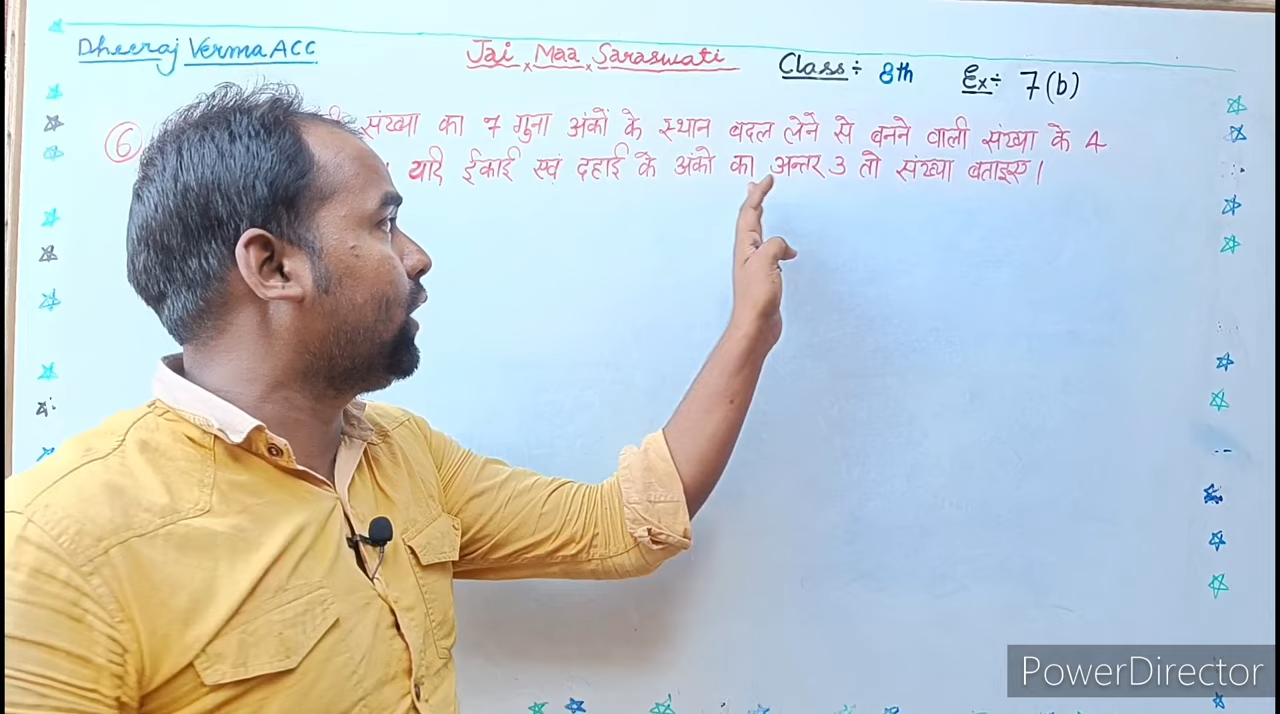 Dheeraj Verma ACC
Jai x Maa x Saraswati
Class÷ 8th
Ex÷ 7(b)
6 संख्या का 7 गुना अंकों के स्थान बदल लेने से बनने वाली संख्या के 4
यदि ईकाई एवं दहाई के अंको का अन्तर 3 तो संख्या बताइए।
PowerDirector